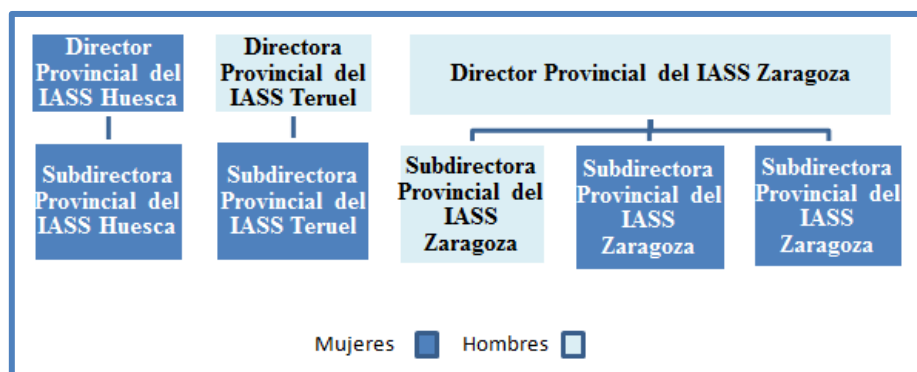 Director
Provincial del
IASS Huesca
Directora
Provincial del
IASS Teruel
Director Provincial del IASS Zaragoza
Subdirectora
Provincial del
IASS Huesca
Subdirectora
Provincial del
IASS Teruel
Subdirectora
Provincial del
IASS
Zaragoza
Subdirectora
Provincial del
IASS
Zaragoza
Subdirectora
Provincial del
IASS
Zaragoza
Mujeres
Hombres